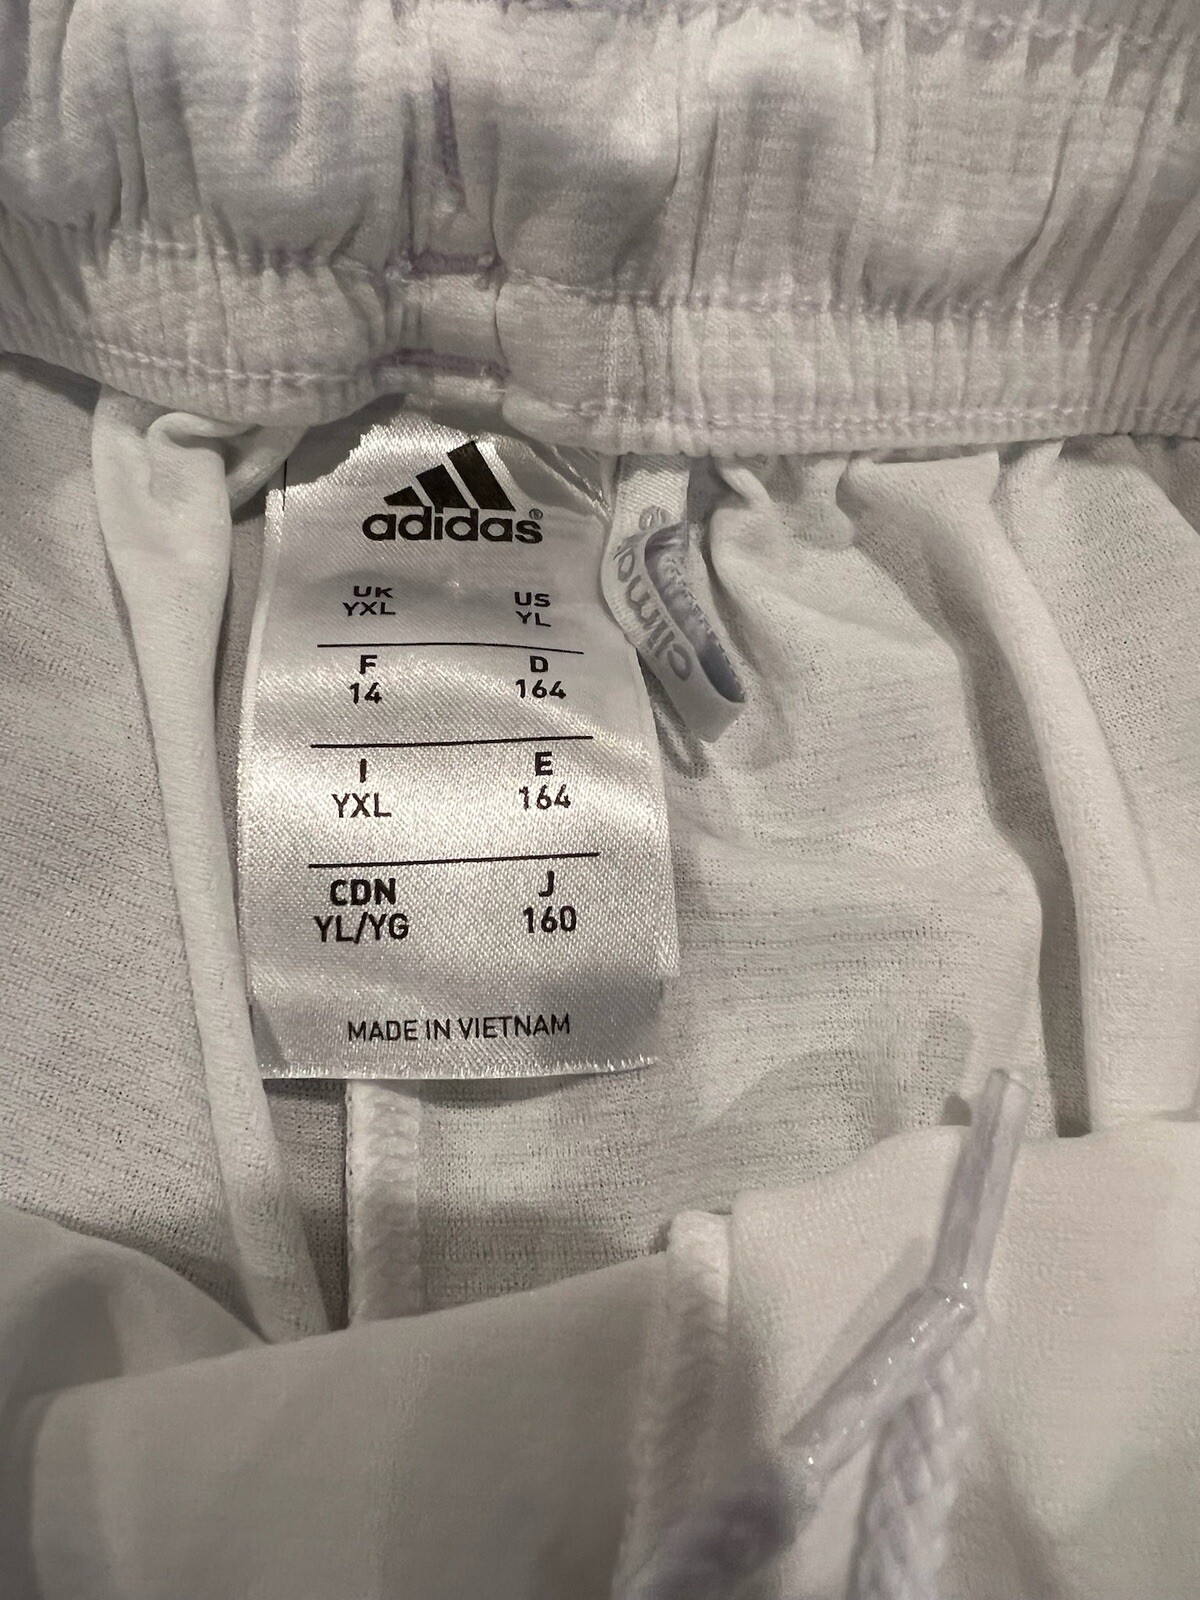 adidas®
UK US
YXL YL
F D
14 164
I E
YXL 164
CDN J
YL/YG 160
MADE IN VIETNAM